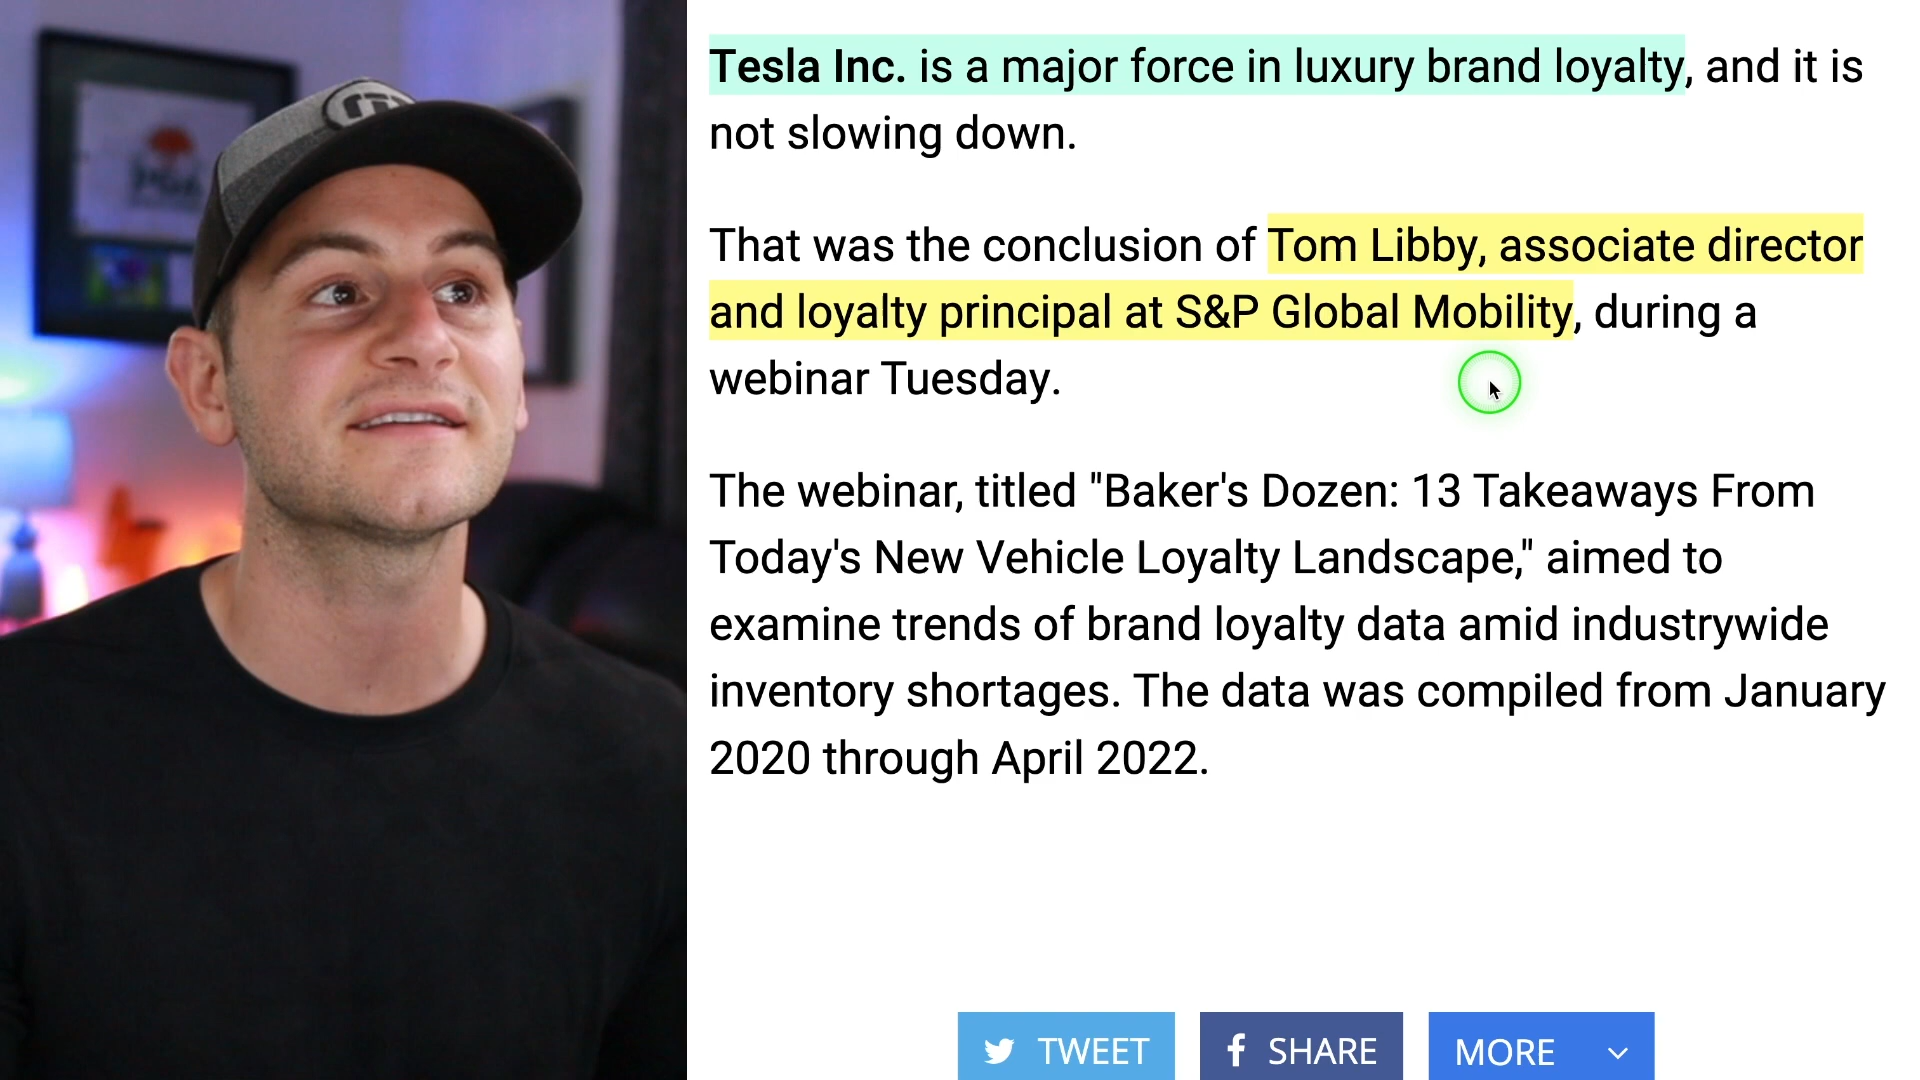 Tesla Inc. is a major force in luxury brand loyalty, and it is
not slowing down.
That was the conclusion of Tom Libby, associate director
and loyalty principal at S&P Global Mobility, during a
webinar Tuesday.
The webinar, titled "Baker's Dozen: 13 Takeaways From
Today's New Vehicle Loyalty Landscape," aimed to
examine trends of brand loyalty data amid industrywide
inventory shortages. The data was compiled from January
2020 through April 2022.
TWEET
SHARE
MORE